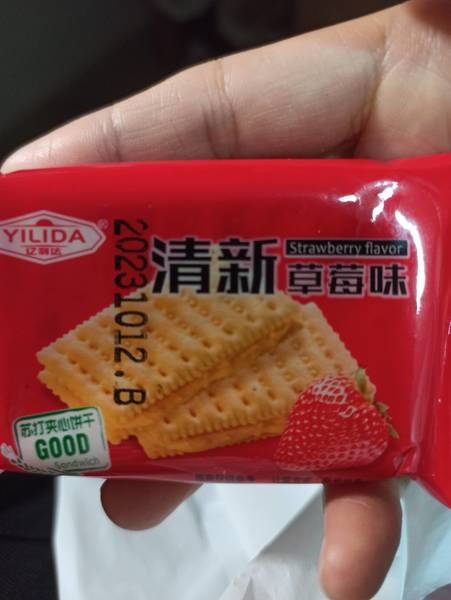 YILIDA®
亿利达
20231012.B
清新
Strawberry flavor
草莓味
苏打夹心饼干
GOOD
Sandwich